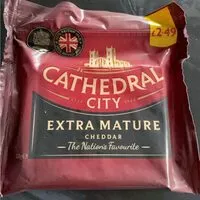 £2.49
CATHEDRAL
CITY
EXTRA MATURE
CHEDDAR
The Nation's Favourite